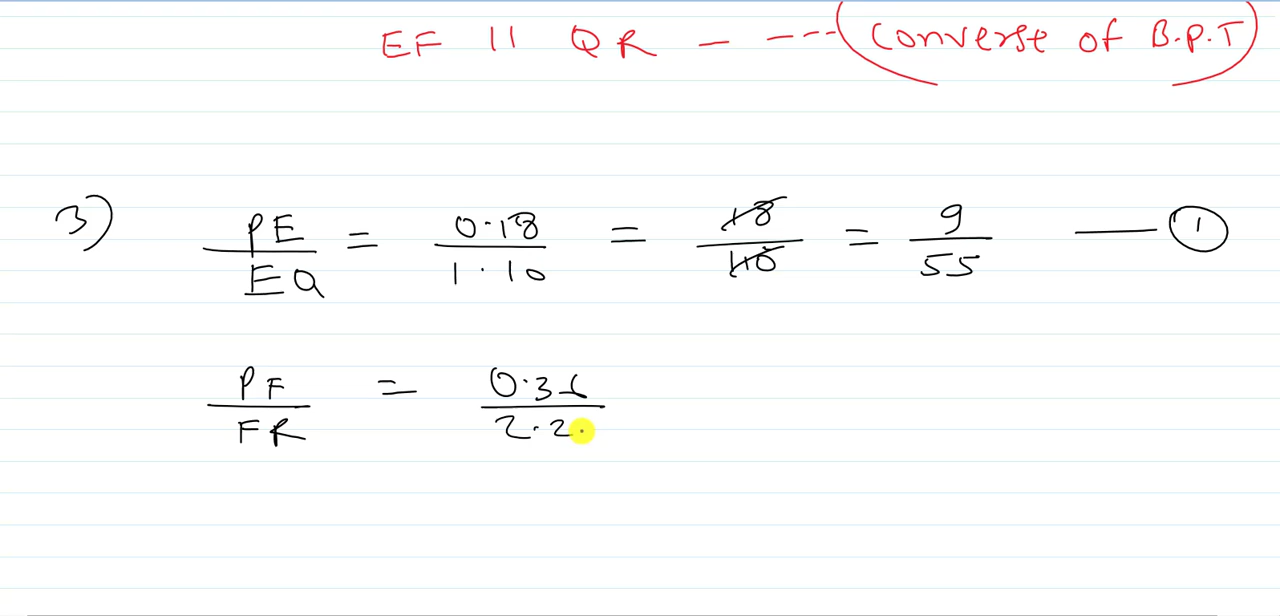 EF || QR - --- (Converse of B.P.T)
3) PE/EQ = 0.18/1.10 = 18/110 = 9/55 — ①
PF/FR = 0.36/2.2